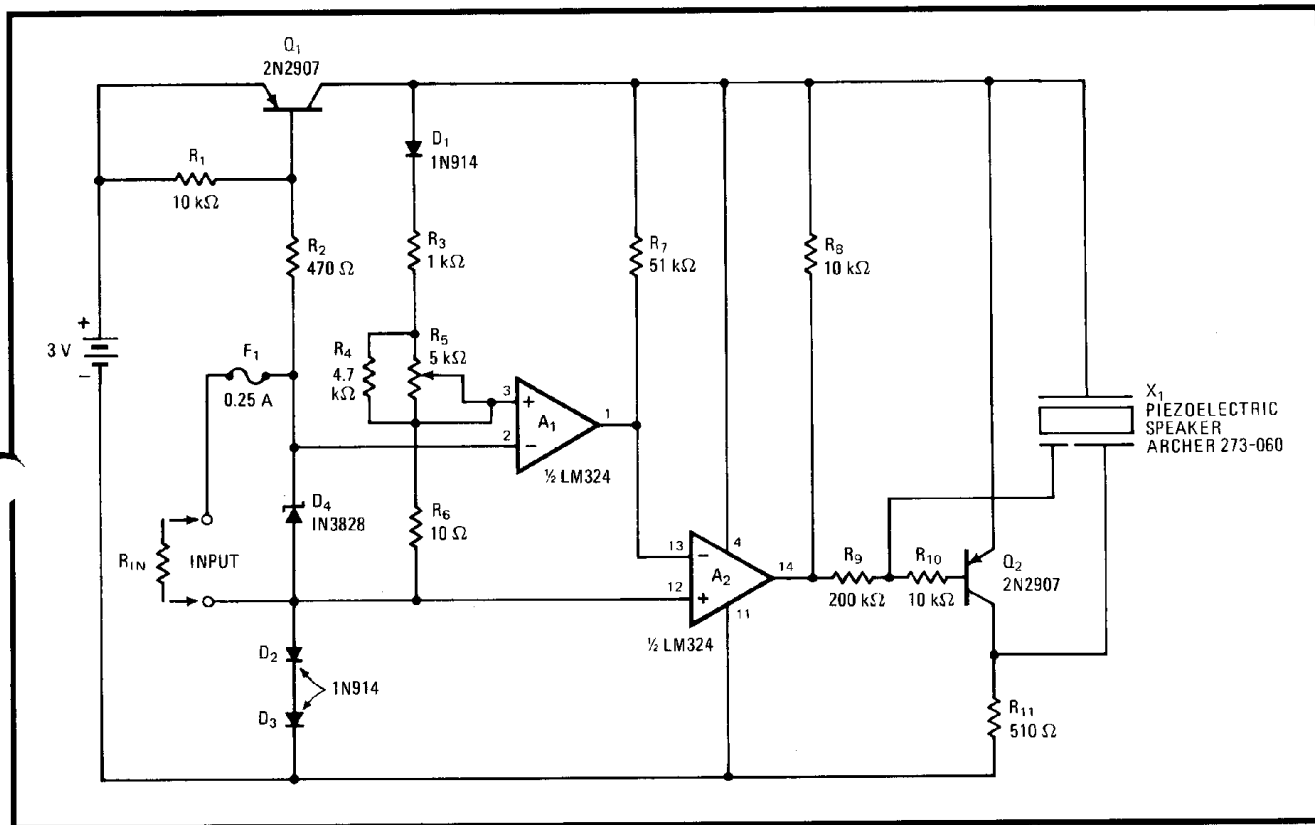 Q1
2N2907
R1
10 kΩ
D1
1N914
R2
470 Ω
R3
1 kΩ
R7
51 kΩ
R8
10 kΩ
+
3 V
-
F1
0.25 A
R4
4.7
kΩ
R5
5 kΩ
3
+
A1
1
2
-
½ LM324
X1
PIEZOELECTRIC
SPEAKER
ARCHER 273-060
D4
IN3828
R6
10 Ω
RIN
INPUT
13
-
4
A2
14
12
+
11
½ LM324
R9
200 kΩ
R10
10 kΩ
Q2
2N2907
D2
1N914
D3
R11
510 Ω